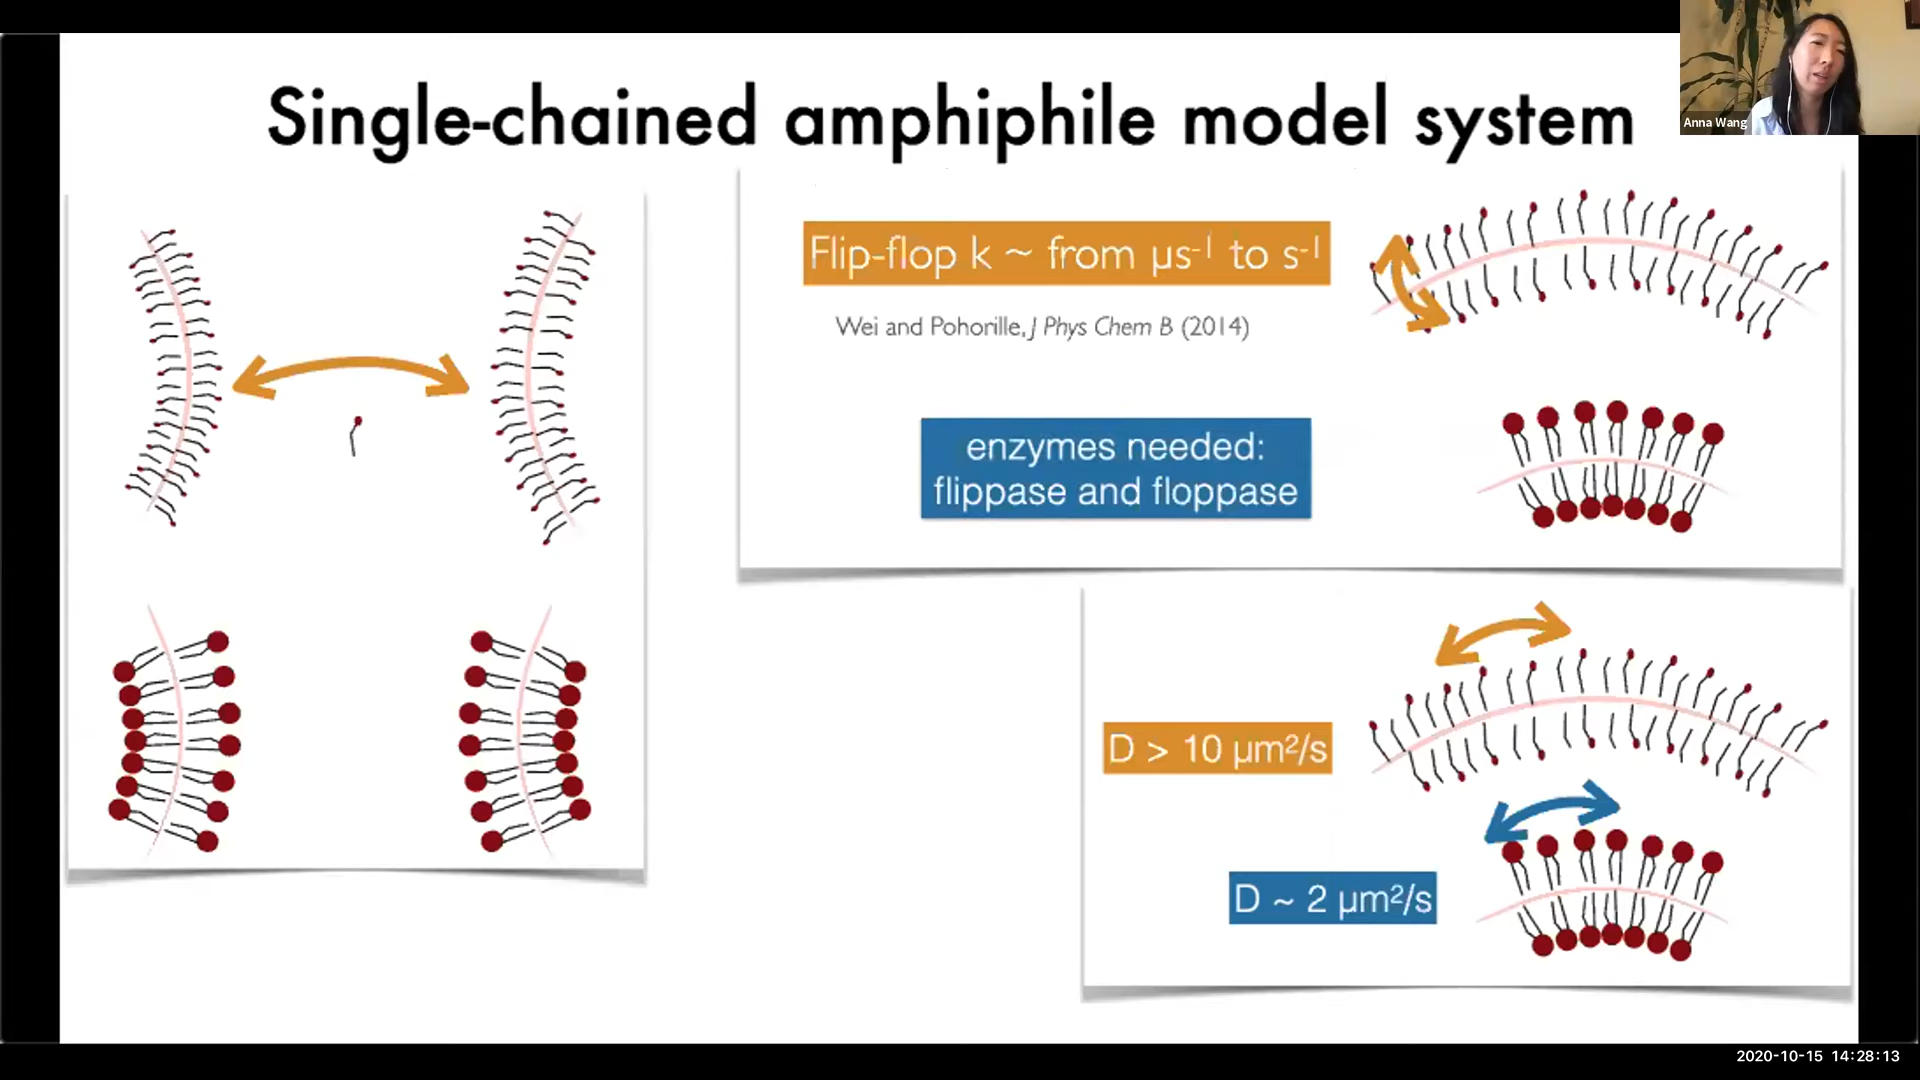 Single-chained amphiphile model system
Anna Wang
Flip-flop k ~ from µs⁻¹ to s⁻¹
Wei and Pohorille, J Phys Chem B (2014)
enzymes needed:
flippase and floppase
D > 10 µm²/s
D ~ 2 µm²/s
2020-10-15 14:28:13